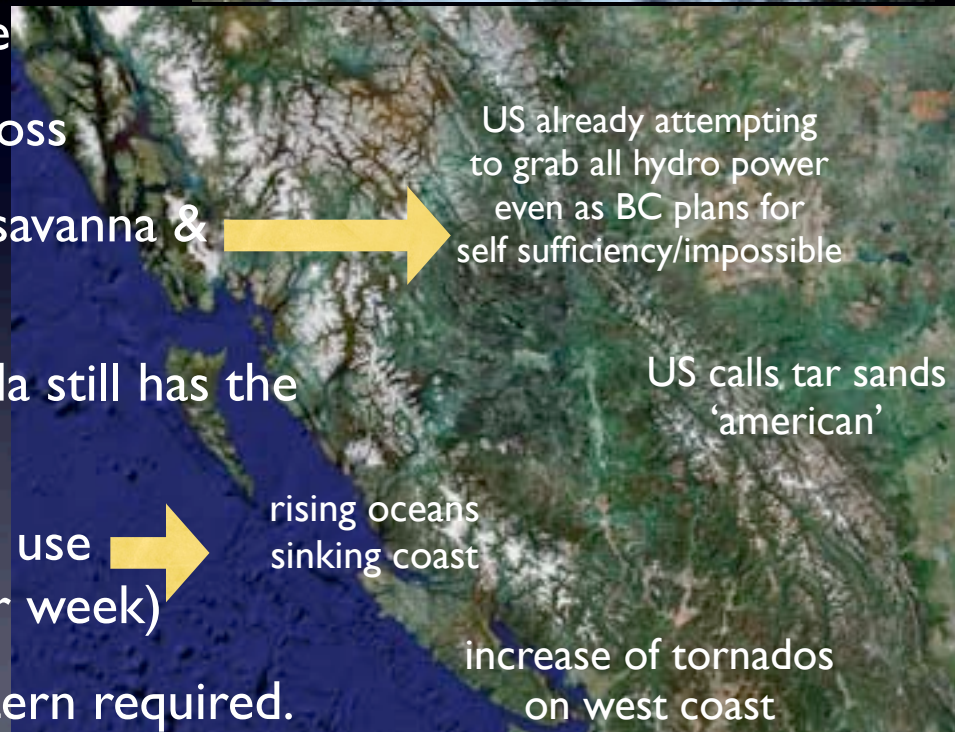 e
oss
savanna &
la still has the
use
r week)
ern required.
US already attempting
to grab all hydro power
even as BC plans for
self sufficiency/impossible
US calls tar sands
‘american’
rising oceans
sinking coast
increase of tornados
on west coast